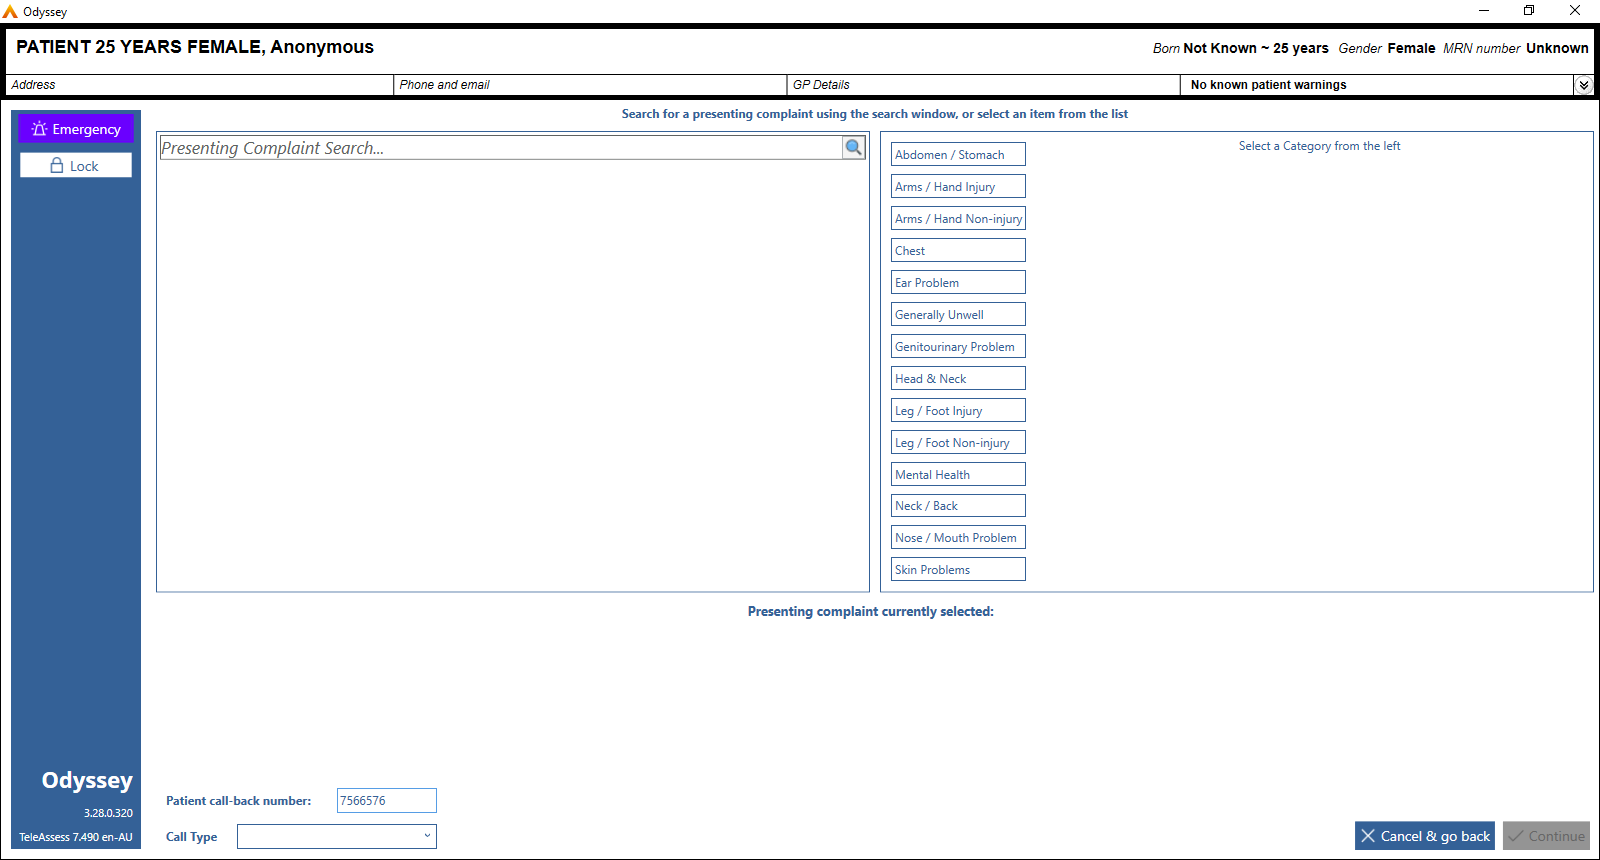 Odyssey
PATIENT 25 YEARS FEMALE, Anonymous
Born Not Known ~ 25 years Gender Female MRN number Unknown
Address
Phone and email
GP Details
No known patient warnings
Emergency
Lock
Search for a presenting complaint using the search window, or select an item from the list
Presenting Complaint Search...
Abdomen / Stomach
Arms / Hand Injury
Arms / Hand Non-injury
Chest
Ear Problem
Generally Unwell
Genitourinary Problem
Head & Neck
Leg / Foot Injury
Leg / Foot Non-injury
Mental Health
Neck / Back
Nose / Mouth Problem
Skin Problems
Select a Category from the left
Presenting complaint currently selected:
Odyssey
3.28.0.320
TeleAssess 7.490 en-AU
Patient call-back number: 7566576
Call Type
Cancel & go back
Continue